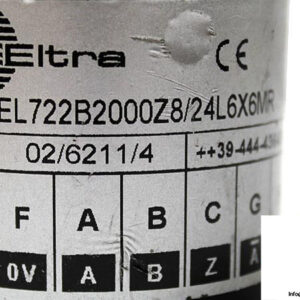 Eltra CE
EL722B2000Z8/24L6X6MR
02/6211/4 ++39-444-4
F A B C G
0V A B Z A